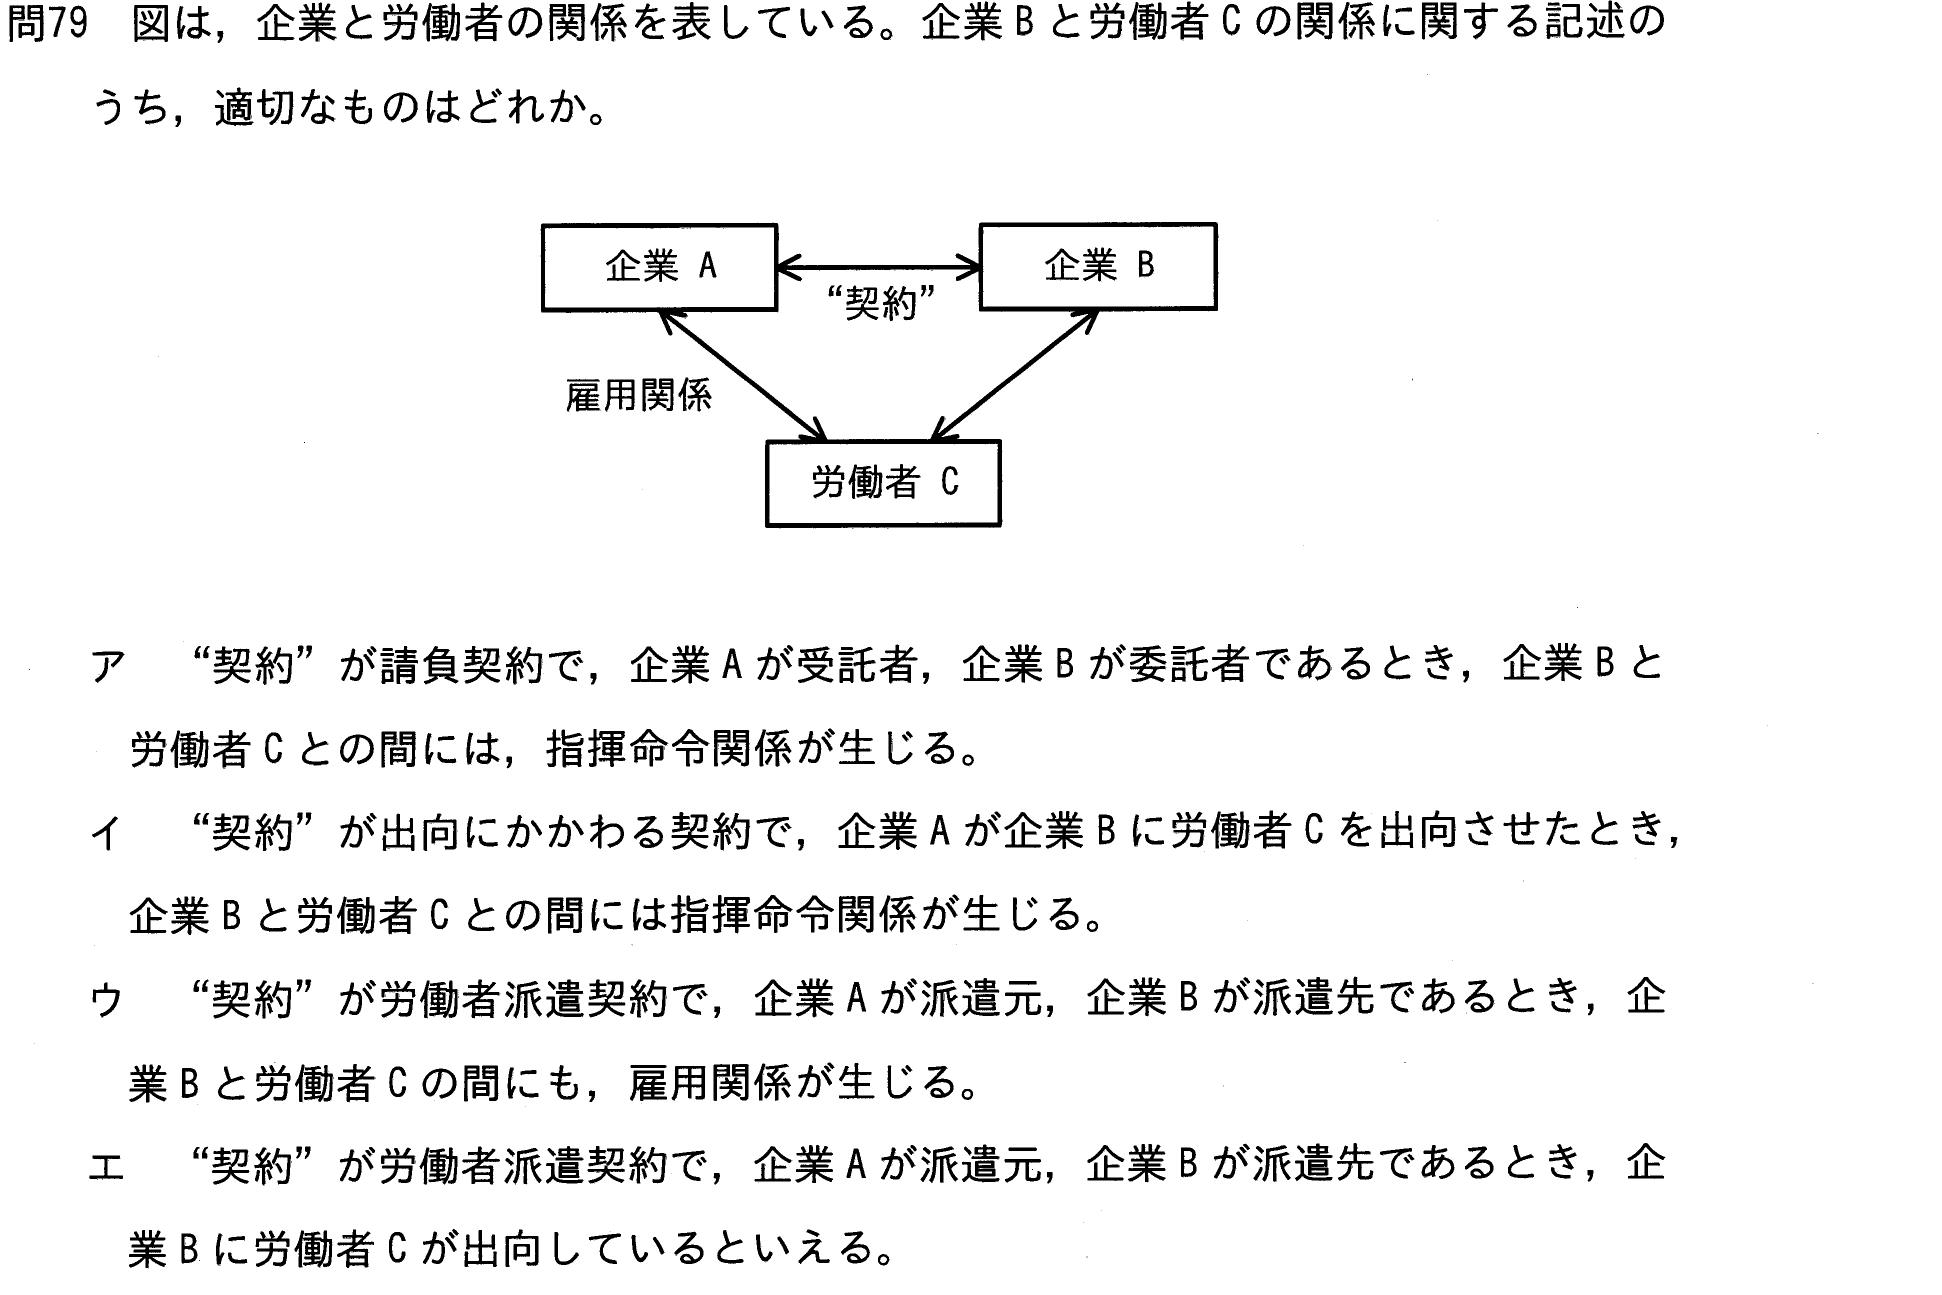 問79 図は，企業と労働者の関係を表している。企業Bと労働者Cの関係に関する記述の
うち，適切なものはどれか。
企業 A
企業 B
“契約”
雇用関係
労働者 C
ア “契約”が請負契約で，企業Aが受託者，企業Bが委託者であるとき，企業Bと
労働者Cとの間には，指揮命令関係が生じる。
イ “契約”が出向にかかわる契約で，企業Aが企業Bに労働者Cを出向させたとき，
企業Bと労働者Cとの間には指揮命令関係が生じる。
ウ “契約”が労働者派遣契約で，企業Aが派遣元，企業Bが派遣先であるとき，企
業Bと労働者Cの間にも，雇用関係が生じる。
エ “契約”が労働者派遣契約で，企業Aが派遣元，企業Bが派遣先であるとき，企
業Bに労働者Cが出向しているといえる。